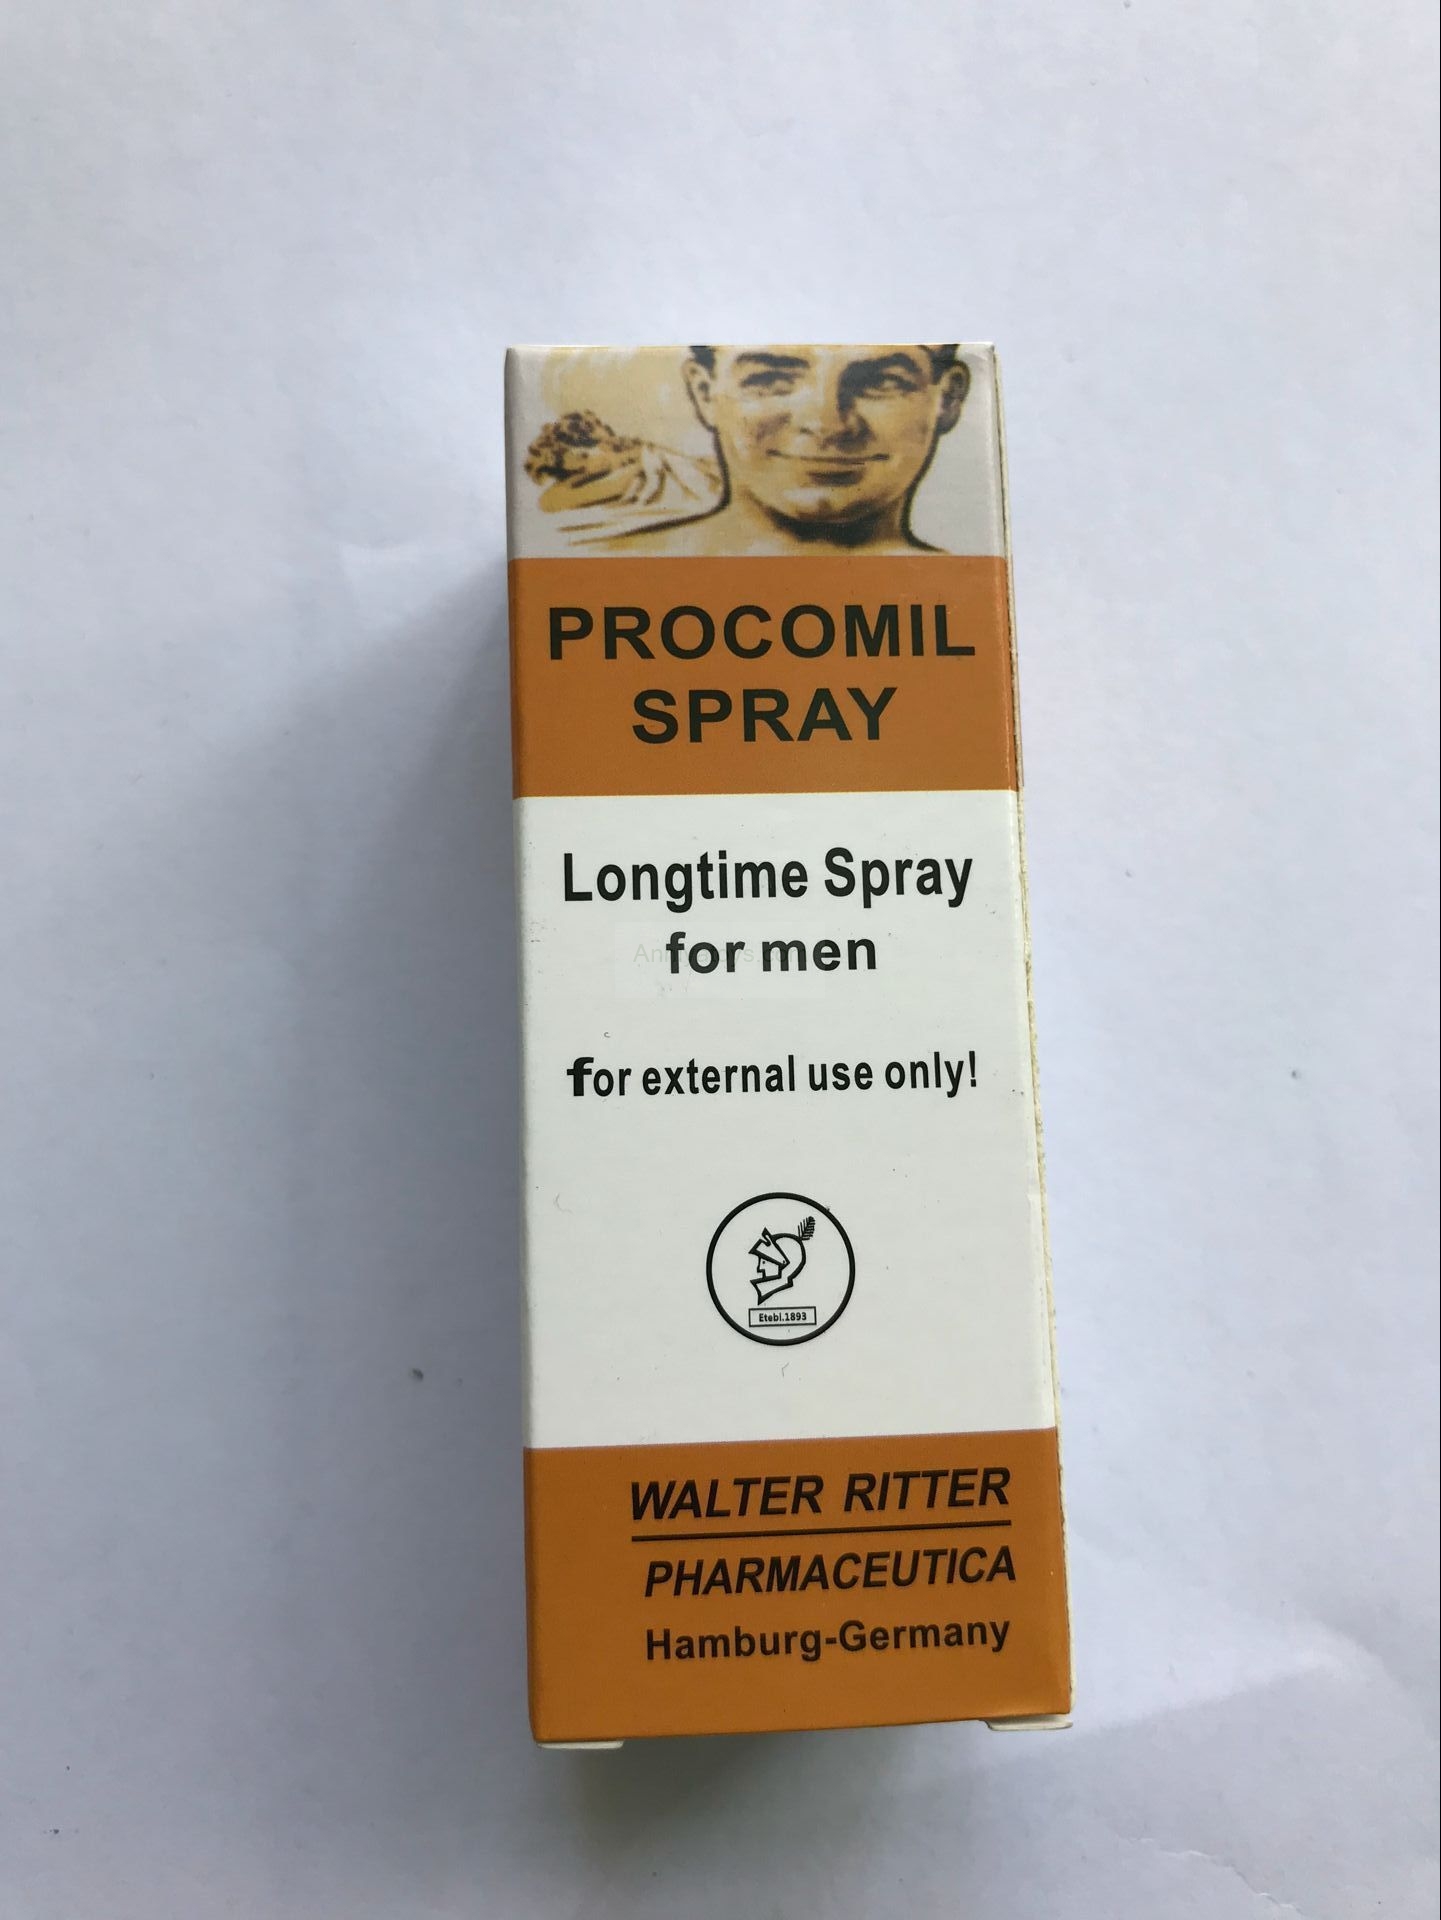 PROCOMIL
SPRAY
Longtime Spray
for men
for external use only!
Etebl.1893
WALTER RITTER
PHARMACEUTICA
Hamburg-Germany